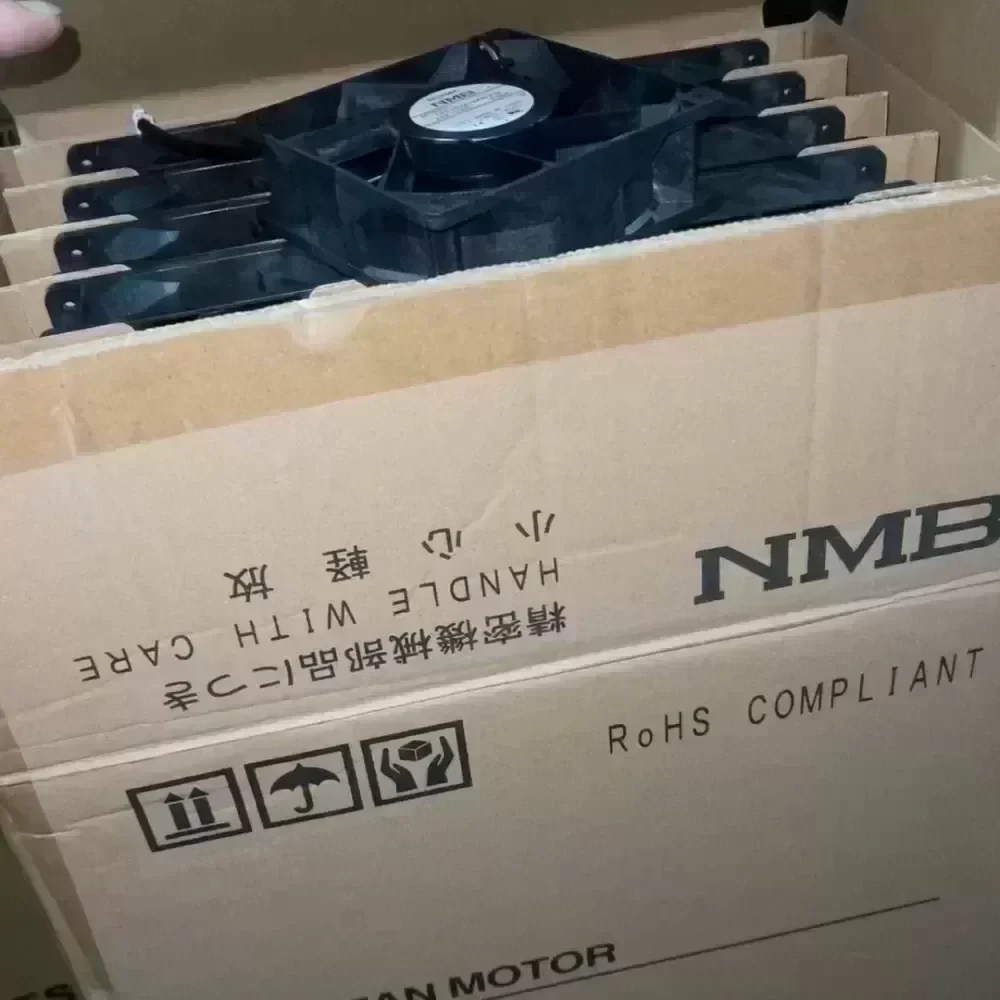 NMB
精密機械部品につき
HANDLE WITH CARE
小心軽放
NMB
RoHS COMPLIANT
FAN MOTOR